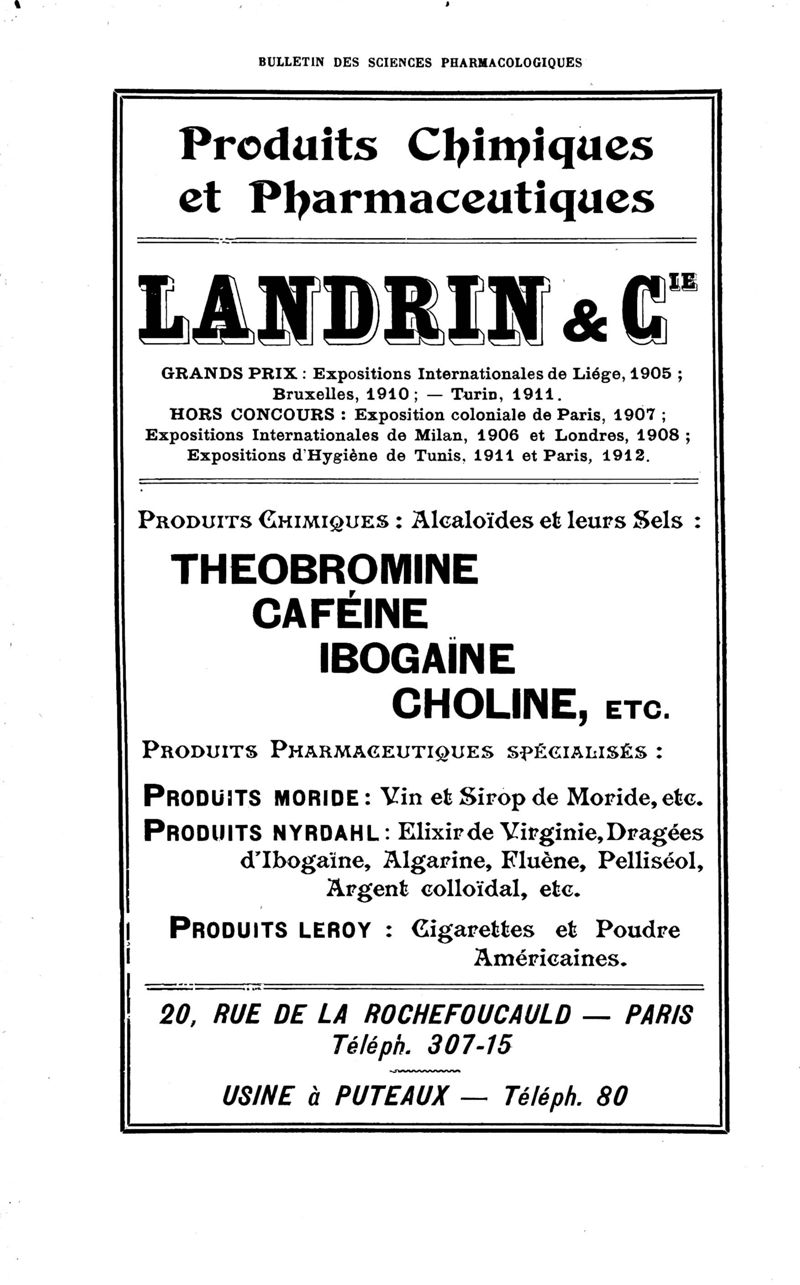 BULLETIN DES SCIENCES PHARMACOLOGIQUES
Produits Chimiques
et Pharmaceutiques
LANDRIN & CIE
GRANDS PRIX : Expositions Internationales de Liége, 1905 ;
Bruxelles, 1910 ; — Turin, 1911.
HORS CONCOURS : Exposition coloniale de Paris, 1907 ;
Expositions Internationales de Milan, 1906 et Londres, 1908 ;
Expositions d'Hygiène de Tunis, 1911 et Paris, 1912.
PRODUITS CHIMIQUES : Alcaloïdes et leurs Sels :
THEOBROMINE
CAFÉINE
IBOGAÏNE
CHOLINE, ETC.
PRODUITS PHARMACEUTIQUES SPÉCIALISÉS :
PRODUITS MORIDE : Vin et Sirop de Moride, etc.
PRODUITS NYRDAHL : Elixir de Virginie, Dragées
d'Ibogaïne, Algarine, Fluène, Pelliséol,
Argent colloïdal, etc.
PRODUITS LEROY : Cigarettes et Poudre
Américaines.
20, RUE DE LA ROCHEFOUCAULD — PARIS
Téléph. 307-15
USINE à PUTEAUX — Téléph. 80